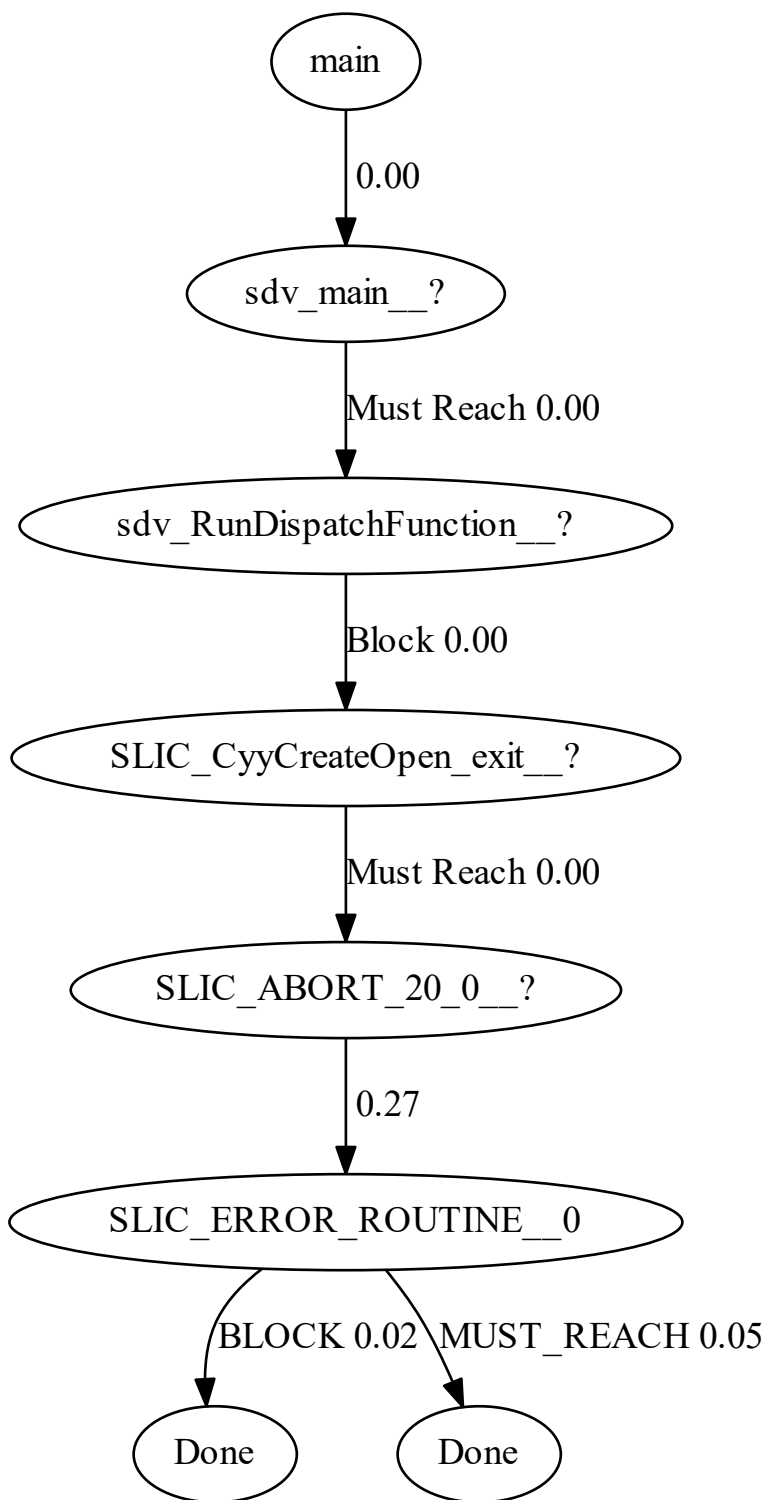 main
0.00
sdv_main__?
Must Reach 0.00
sdv_RunDispatchFunction__?
Block 0.00
SLIC_CyyCreateOpen_exit__?
Must Reach 0.00
SLIC_ABORT_20_0__?
0.27
SLIC_ERROR_ROUTINE__0
BLOCK 0.02
MUST_REACH 0.05
Done
Done